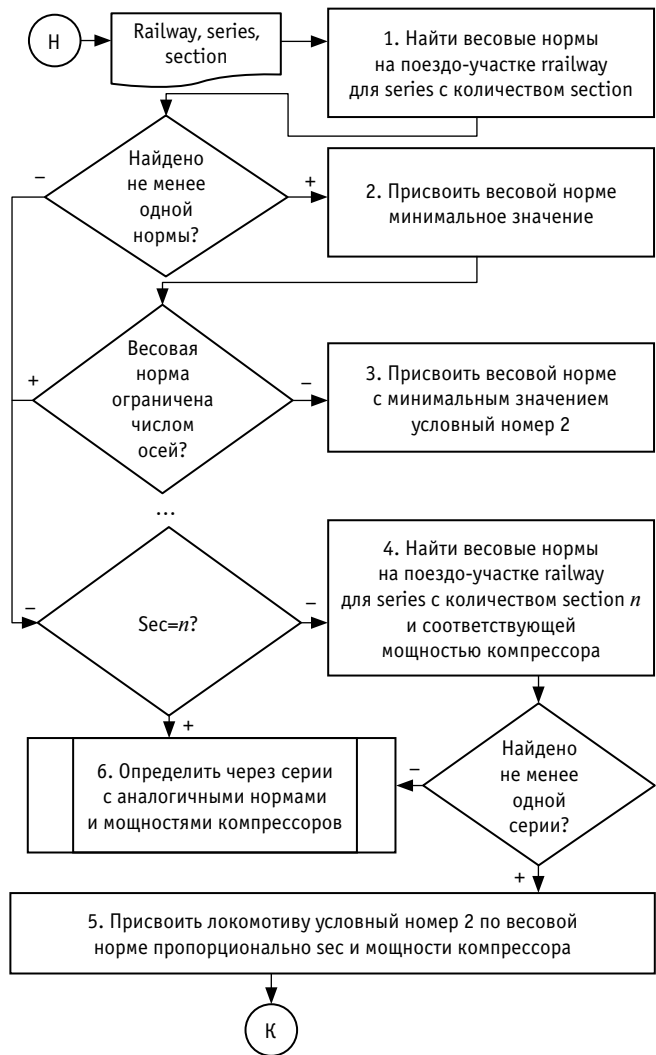 Н
Railway, series,
section
1. Найти весовые нормы
на поездо-участке rrailway
для series с количеством section
Найдено
не менее
одной
нормы?
–
+
2. Присвоить весовой норме
минимальное значение
Весовая
норма
ограничена
числом
осей?
+
–
3. Присвоить весовой норме
с минимальным значением
условный номер 2
...
Sec=n?
–
–
4. Найти весовые нормы
на поездо-участке railway
для series с количеством section n
и соответствующей
мощностью компрессора
+
6. Определить через серии
с аналогичными нормами
и мощностями компрессоров
–
Найдено
не менее
одной
серии?
+
5. Присвоить локомотиву условный номер 2 по весовой
норме пропорционально sec и мощности компрессора
К